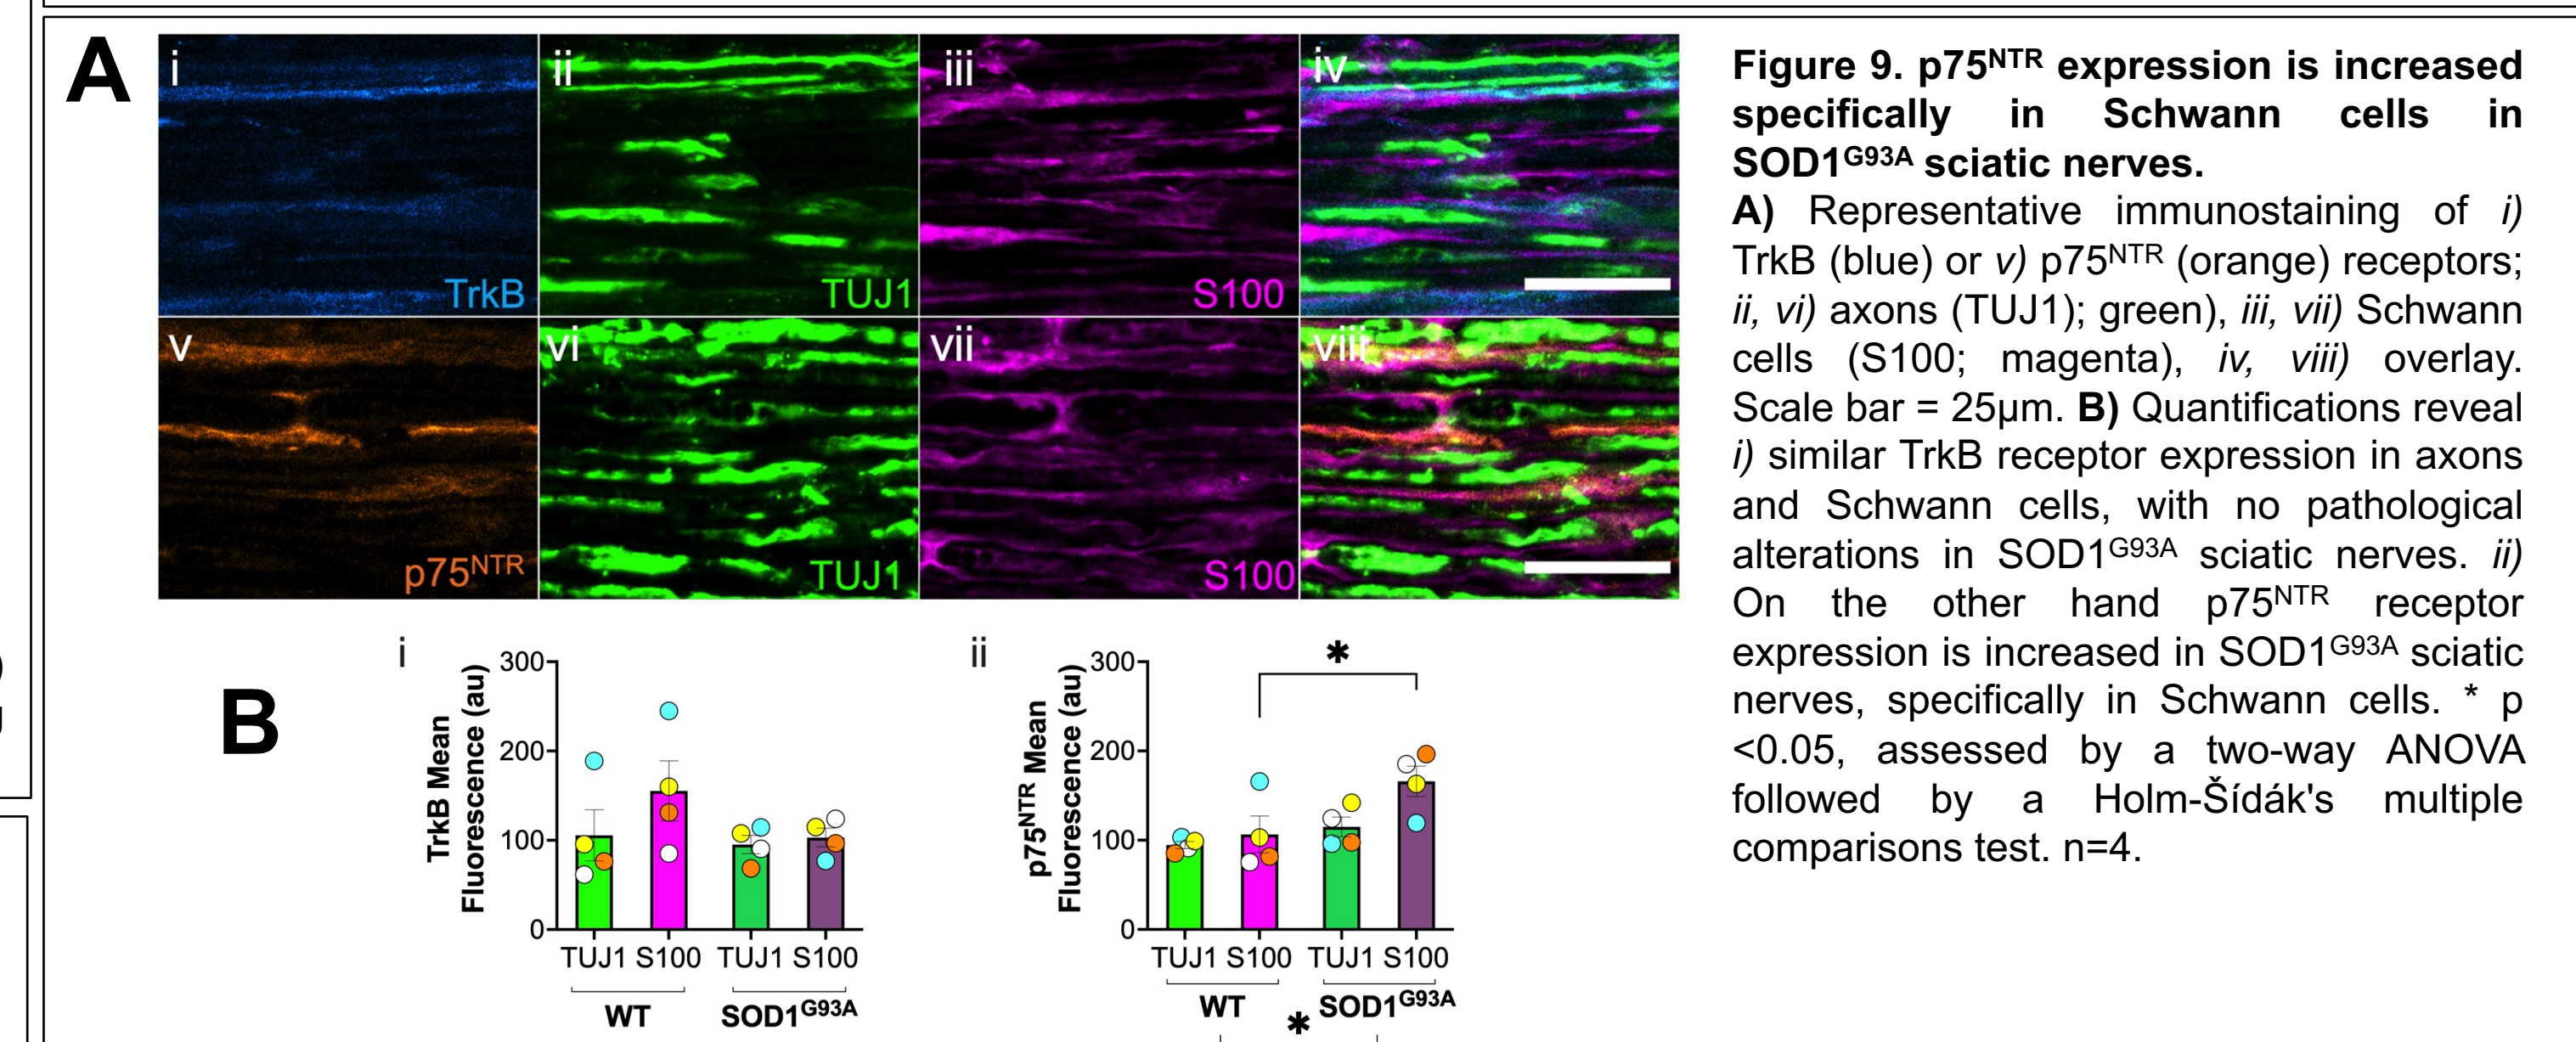 A
i
ii
iii
iv
TrkB
TUJ1
S100
v
vi
vii
viii
p75NTR
TUJ1
S100
Figure 9. p75NTR expression is increased
specifically in Schwann cells in
SOD1G93A sciatic nerves.
A) Representative immunostaining of i)
TrkB (blue) or v) p75NTR (orange) receptors;
ii, vi) axons (TUJ1); green), iii, vii) Schwann
cells (S100; magenta), iv, viii) overlay.
Scale bar = 25µm. B) Quantifications reveal
i) similar TrkB receptor expression in axons
and Schwann cells, with no pathological
alterations in SOD1G93A sciatic nerves. ii)
On the other hand p75NTR receptor
expression is increased in SOD1G93A sciatic
nerves, specifically in Schwann cells. * p
<0.05, assessed by a two-way ANOVA
followed by a Holm-Šídák's multiple
comparisons test. n=4.
B
i
TrkB Mean
Fluorescence (au)
300
200
100
0
TUJ1 S100 TUJ1 S100
WT SOD1G93A
ii
p75NTR Mean
Fluorescence (au)
300
200
100
0
*
TUJ1 S100 TUJ1 S100
WT SOD1G93A
*